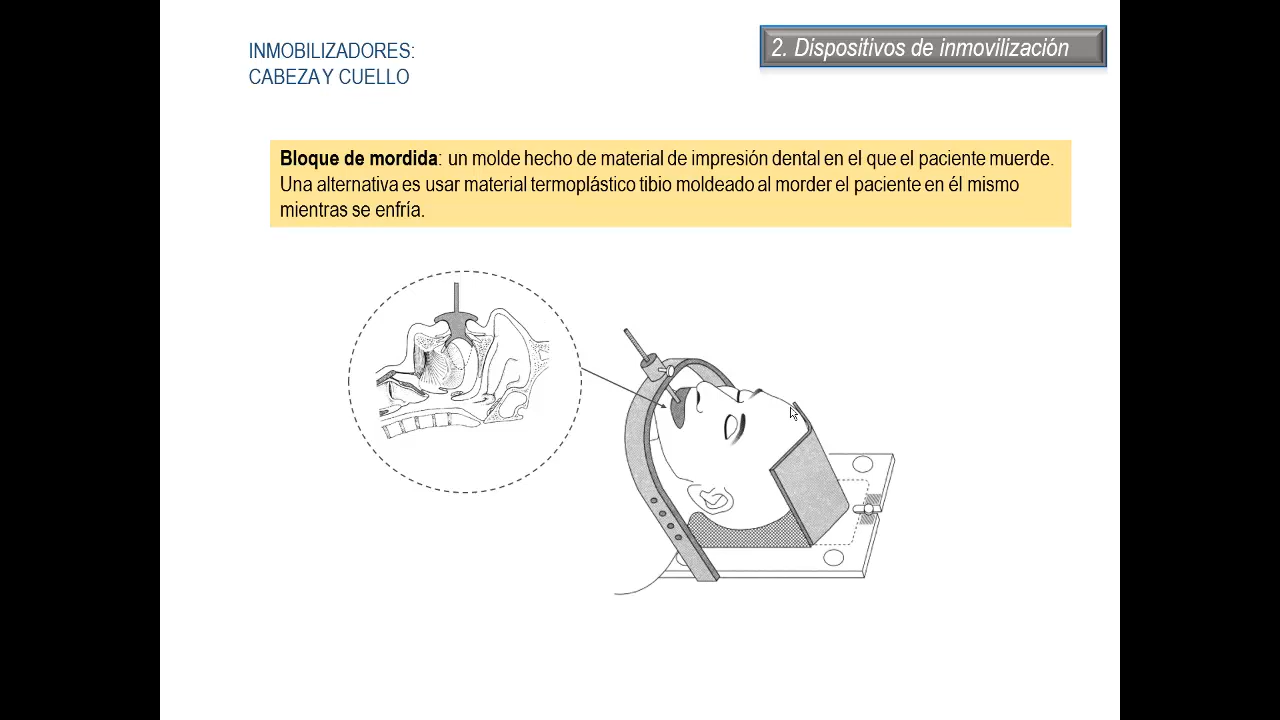 INMOBILIZADORES:
CABEZA Y CUELLO
2. Dispositivos de inmovilización
Bloque de mordida: un molde hecho de material de impresión dental en el que el paciente muerde.
Una alternativa es usar material termoplástico tibio moldeado al morder el paciente en él mismo
mientras se enfría.